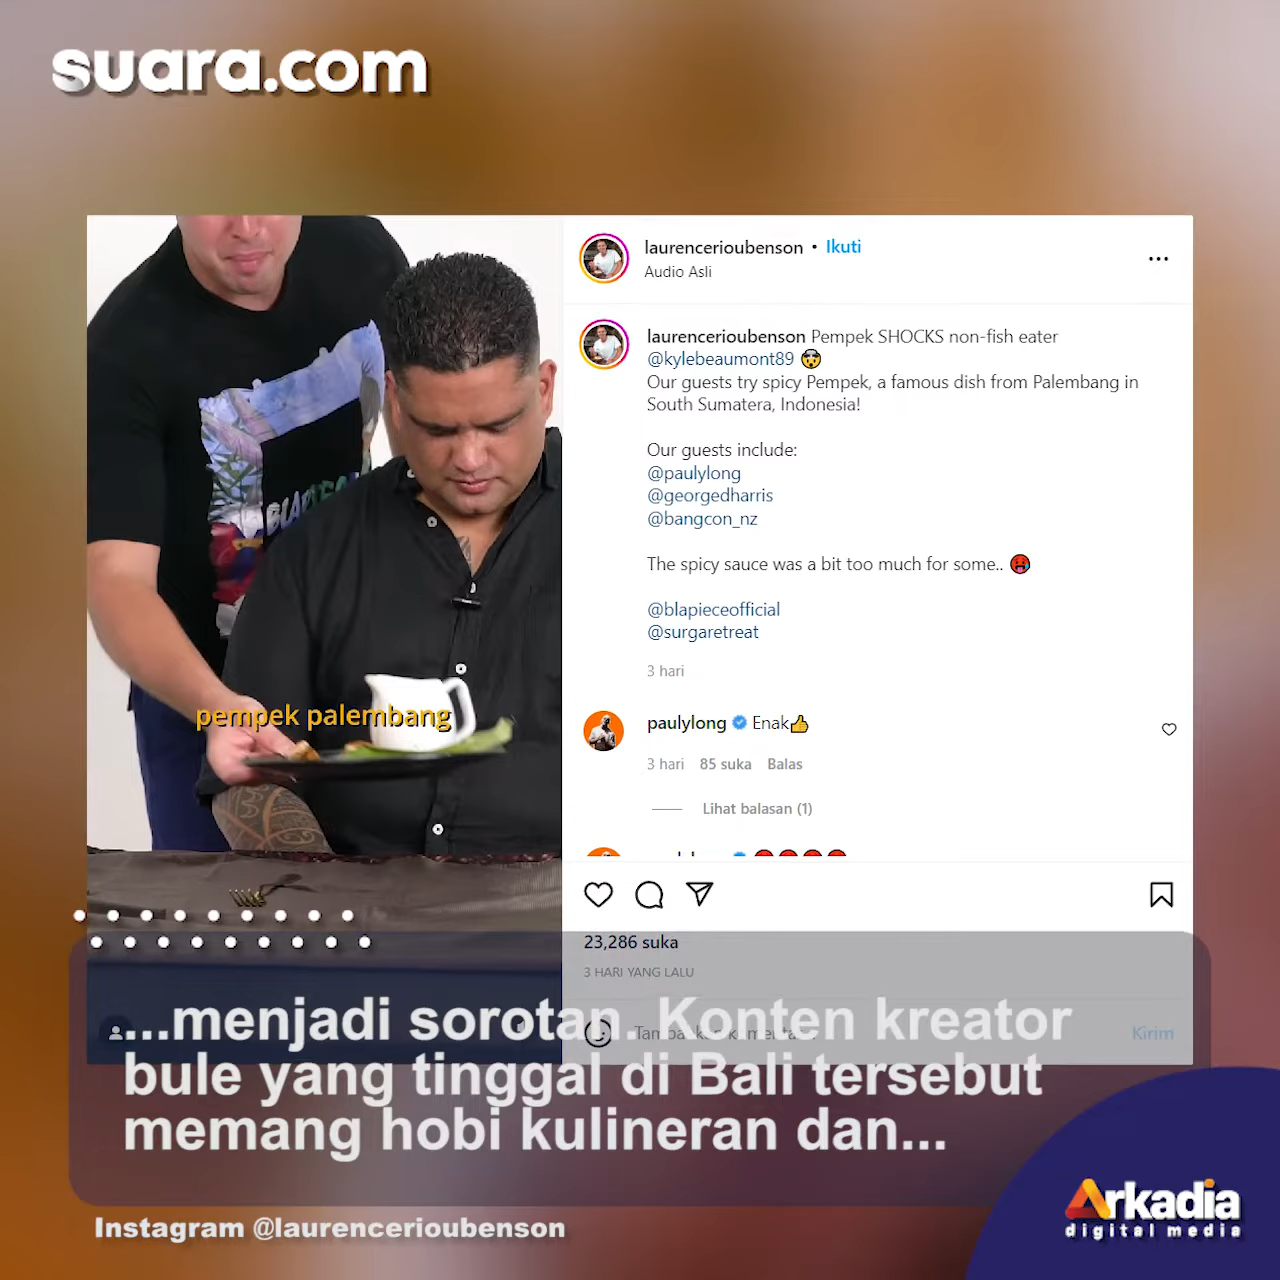 suara.com
laurencerioubenson • Ikuti
Audio Asli
laurencerioubenson Pempek SHOCKS non-fish eater
@kylebeaumont89 🤯
Our guests try spicy Pempek, a famous dish from Palembang in
South Sumatera, Indonesia!
Our guests include:
@paulylong
@georgedharris
@bangcon_nz
The spicy sauce was a bit too much for some.. 🥵
@blapieceofficial
@surgaretreat
3 hari
paulylong Enak👍
3 hari 85 suka Balas
Lihat balasan (1)
pempek palembang
23,286 suka
3 HARI YANG LALU
Kirim
...menjadi sorotan. Konten kreator
bule yang tinggal di Bali tersebut
memang hobi kulineran dan...
Instagram @laurencerioubenson
Arkadia
digital media